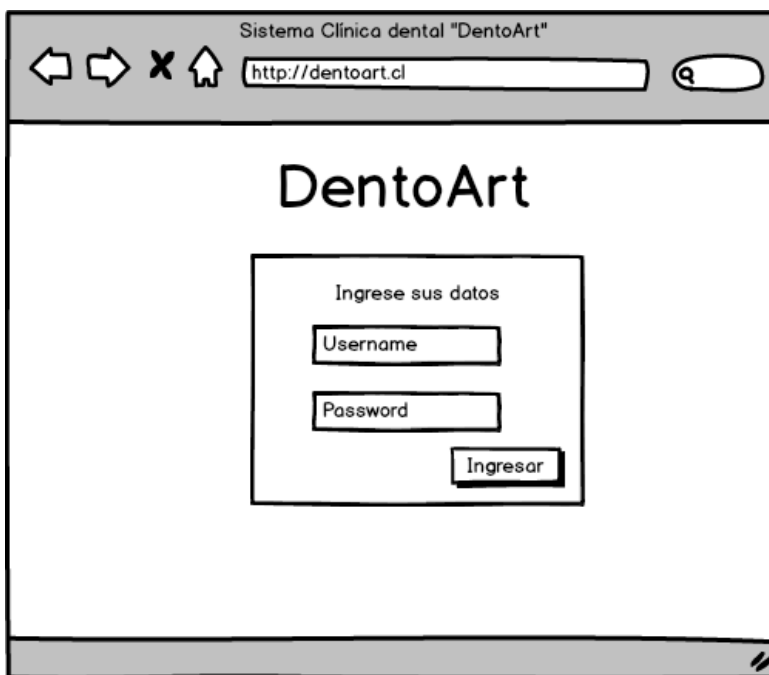 Sistema Clínica dental "DentoArt"
http://dentoart.cl
DentoArt
Ingrese sus datos
Username
Password
Ingresar